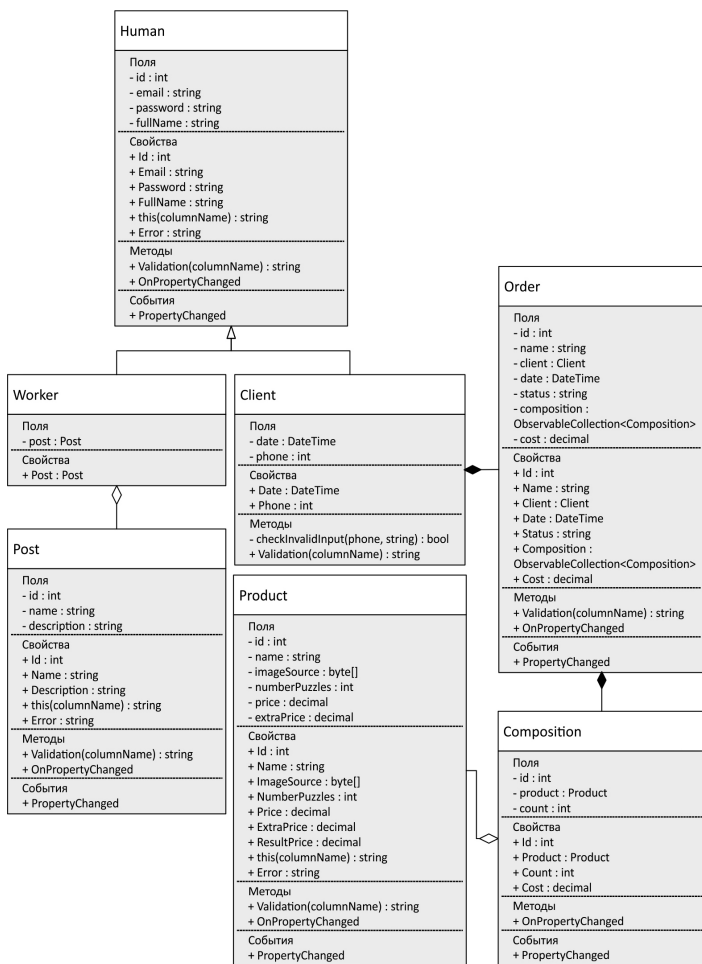 Human
Поля
- id : int
- email : string
- password : string
- fullName : string
Свойства
+ Id : int
+ Email : string
+ Password : string
+ FullName : string
+ this(columnName) : string
+ Error : string
Методы
+ Validation(columnName) : string
+ OnPropertyChanged
События
+ PropertyChanged
Worker
Поля
- post : Post
Свойства
+ Post : Post
Client
Поля
- date : DateTime
- phone : int
Свойства
+ Date : DateTime
+ Phone : int
Методы
- checkInvalidInput(phone, string) : bool
+ Validation(columnName) : string
Order
Поля
- id : int
- name : string
- client : Client
- date : DateTime
- status : string
- composition :
ObservableCollection<Composition>
- cost : decimal
Свойства
+ Id : int
+ Name : string
+ Client : Client
+ Date : DateTime
+ Status : string
+ Composition :
ObservableCollection<Composition>
+ Cost : decimal
Методы
+ Validation(columnName) : string
+ OnPropertyChanged
События
+ PropertyChanged
Post
Поля
- id : int
- name : string
- description : string
Свойства
+ Id : int
+ Name : string
+ Description : string
+ this(columnName) : string
+ Error : string
Методы
+ Validation(columnName) : string
+ OnPropertyChanged
События
+ PropertyChanged
Product
Поля
- id : int
- name : string
- imageSource : byte[]
- numberPuzzles : int
- price : decimal
- extraPrice : decimal
Свойства
+ Id : int
+ Name : string
+ ImageSource : byte[]
+ NumberPuzzles : int
+ Price : decimal
+ ExtraPrice : decimal
+ ResultPrice : decimal
+ this(columnName) : string
+ Error : string
Методы
+ Validation(columnName) : string
+ OnPropertyChanged
События
+ PropertyChanged
Composition
Поля
- id : int
- product : Product
- count : int
Свойства
+ Id : int
+ Product : Product
+ Count : int
+ Cost : decimal
Методы
+ OnPropertyChanged
События
+ PropertyChanged